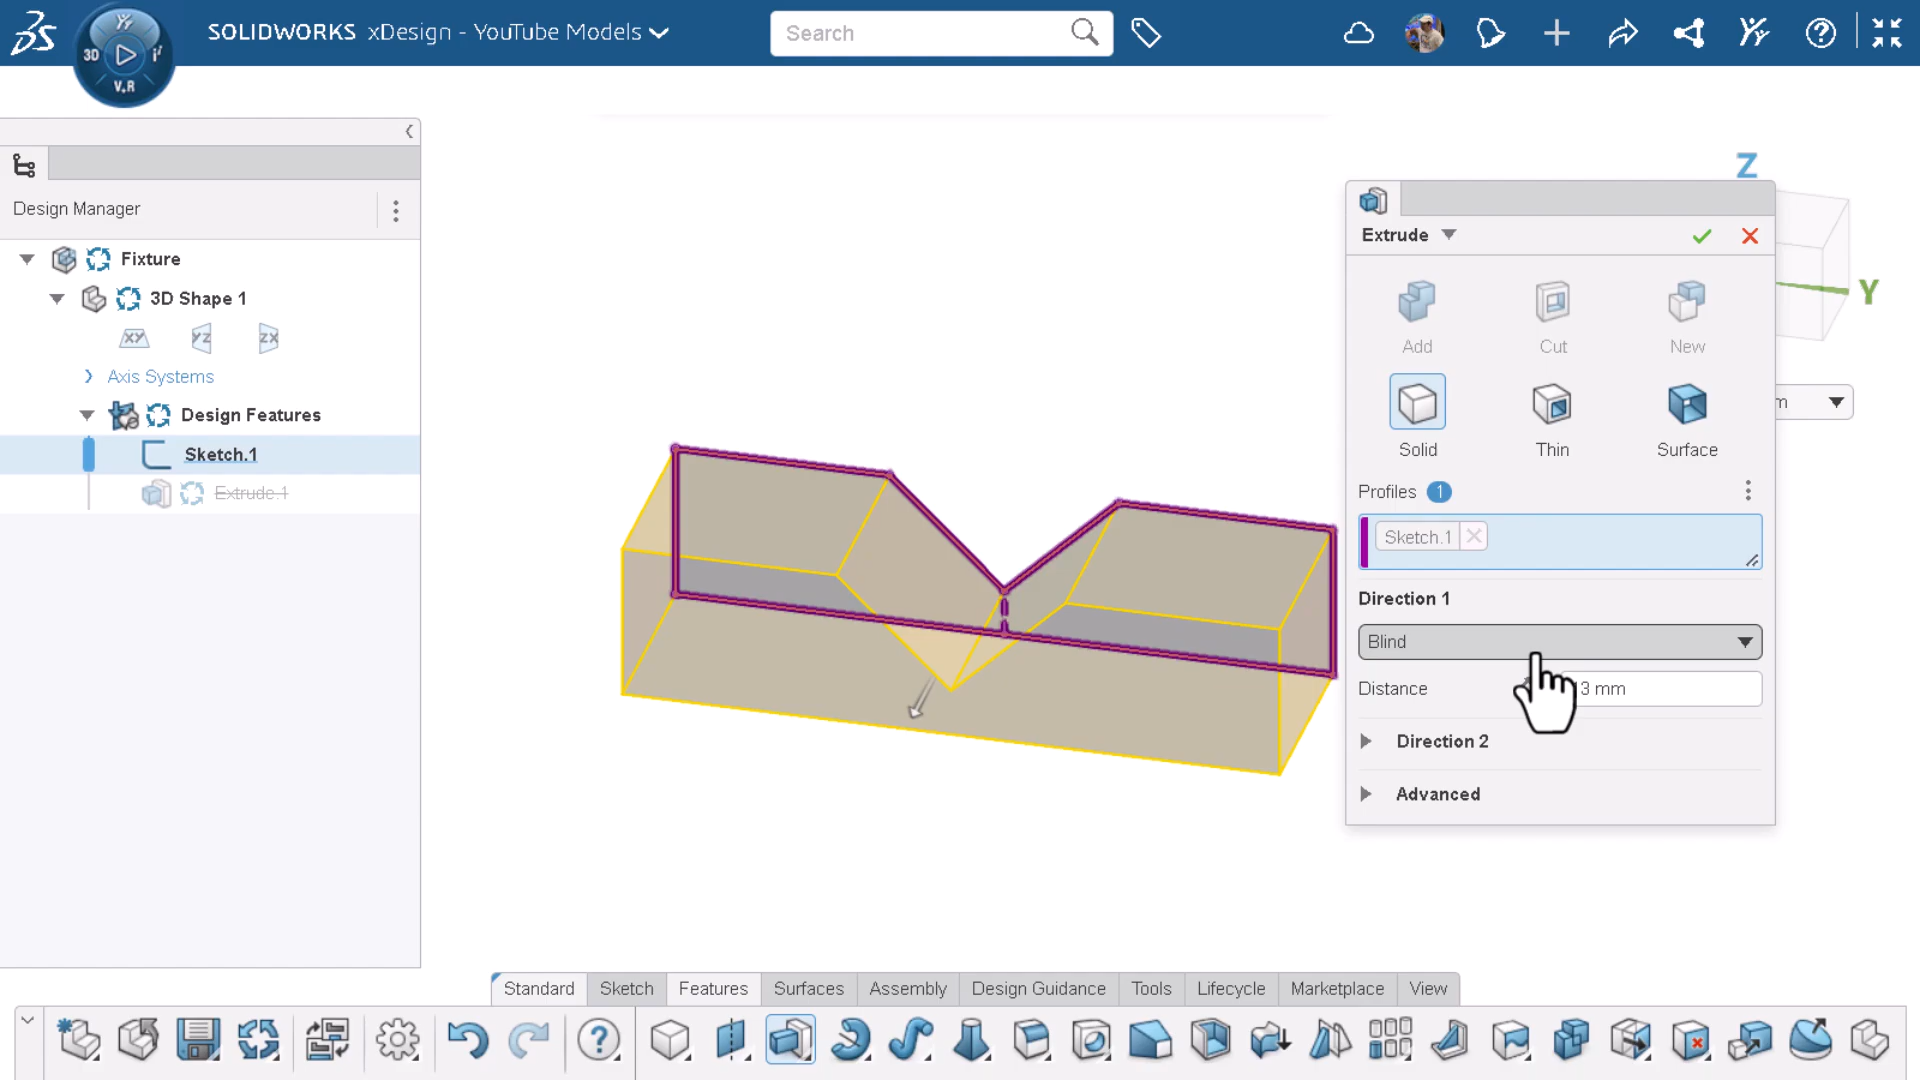 SOLIDWORKS xDesign - YouTube Models
Search
3D
V.R
Design Manager
Fixture
3D Shape 1
XY YZ ZX
Axis Systems
Design Features
Sketch.1
Extrude.1
Z
Y
Extrude
Add Cut New
Solid Thin Surface
Profiles 1
Sketch.1
Direction 1
Blind
Distance 3 mm
Direction 2
Advanced
Standard Sketch Features Surfaces Assembly Design Guidance Tools Lifecycle Marketplace View